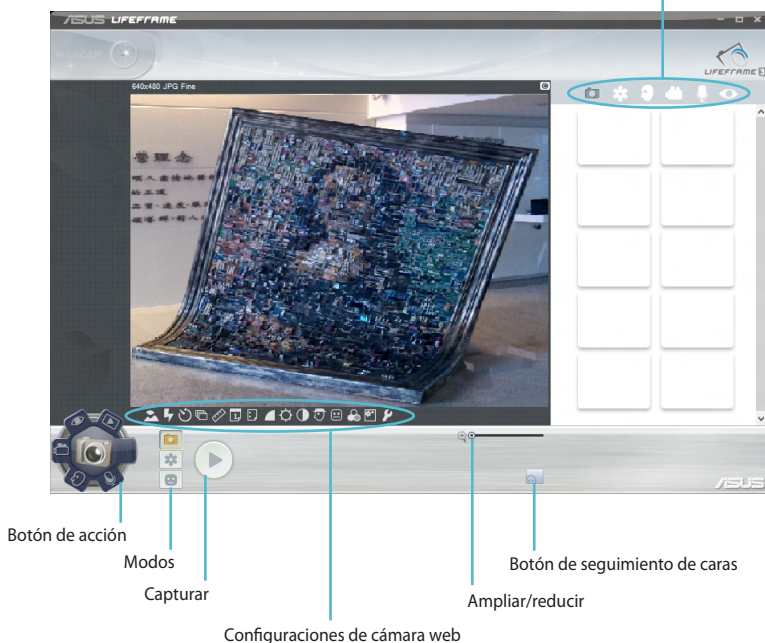 ASUS LIFEFRAME
WEBCAM
LIFEFRAME 3
640x480 JPG Fine
ASUS
Botón de acción
Modos
Botón de seguimiento de caras
Capturar
Ampliar/reducir
Configuraciones de cámara web